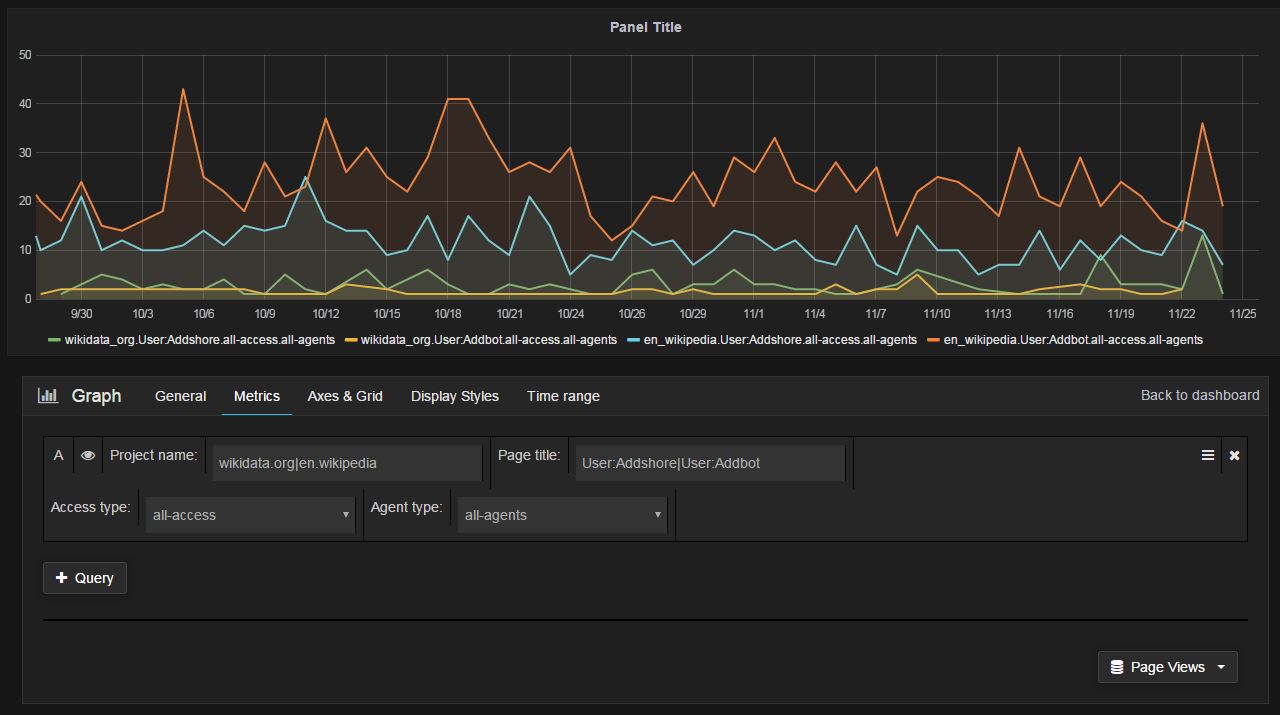 Panel Title
50
40
30
20
10
0
9/30 10/3 10/6 10/9 10/12 10/15 10/18 10/21 10/24 10/26 10/29 11/1 11/4 11/7 11/10 11/13 11/16 11/19 11/22 11/25
wikidata_org.User:Addshore.all-access.all-agents wikidata_org.User:Addbot.all-access.all-agents en_wikipedia.User:Addshore.all-access.all-agents en_wikipedia.User:Addbot.all-access.all-agents
Graph General Metrics Axes & Grid Display Styles Time range Back to dashboard
A Project name: wikidata.org|en.wikipedia Page title: User:Addshore|User:Addbot
Access type: all-access Agent type: all-agents
Query
Page Views